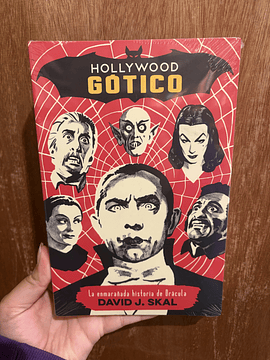 HOLLYWOOD
GÓTICO
La enmarañada historia de Drácula
DAVID J. SKAL